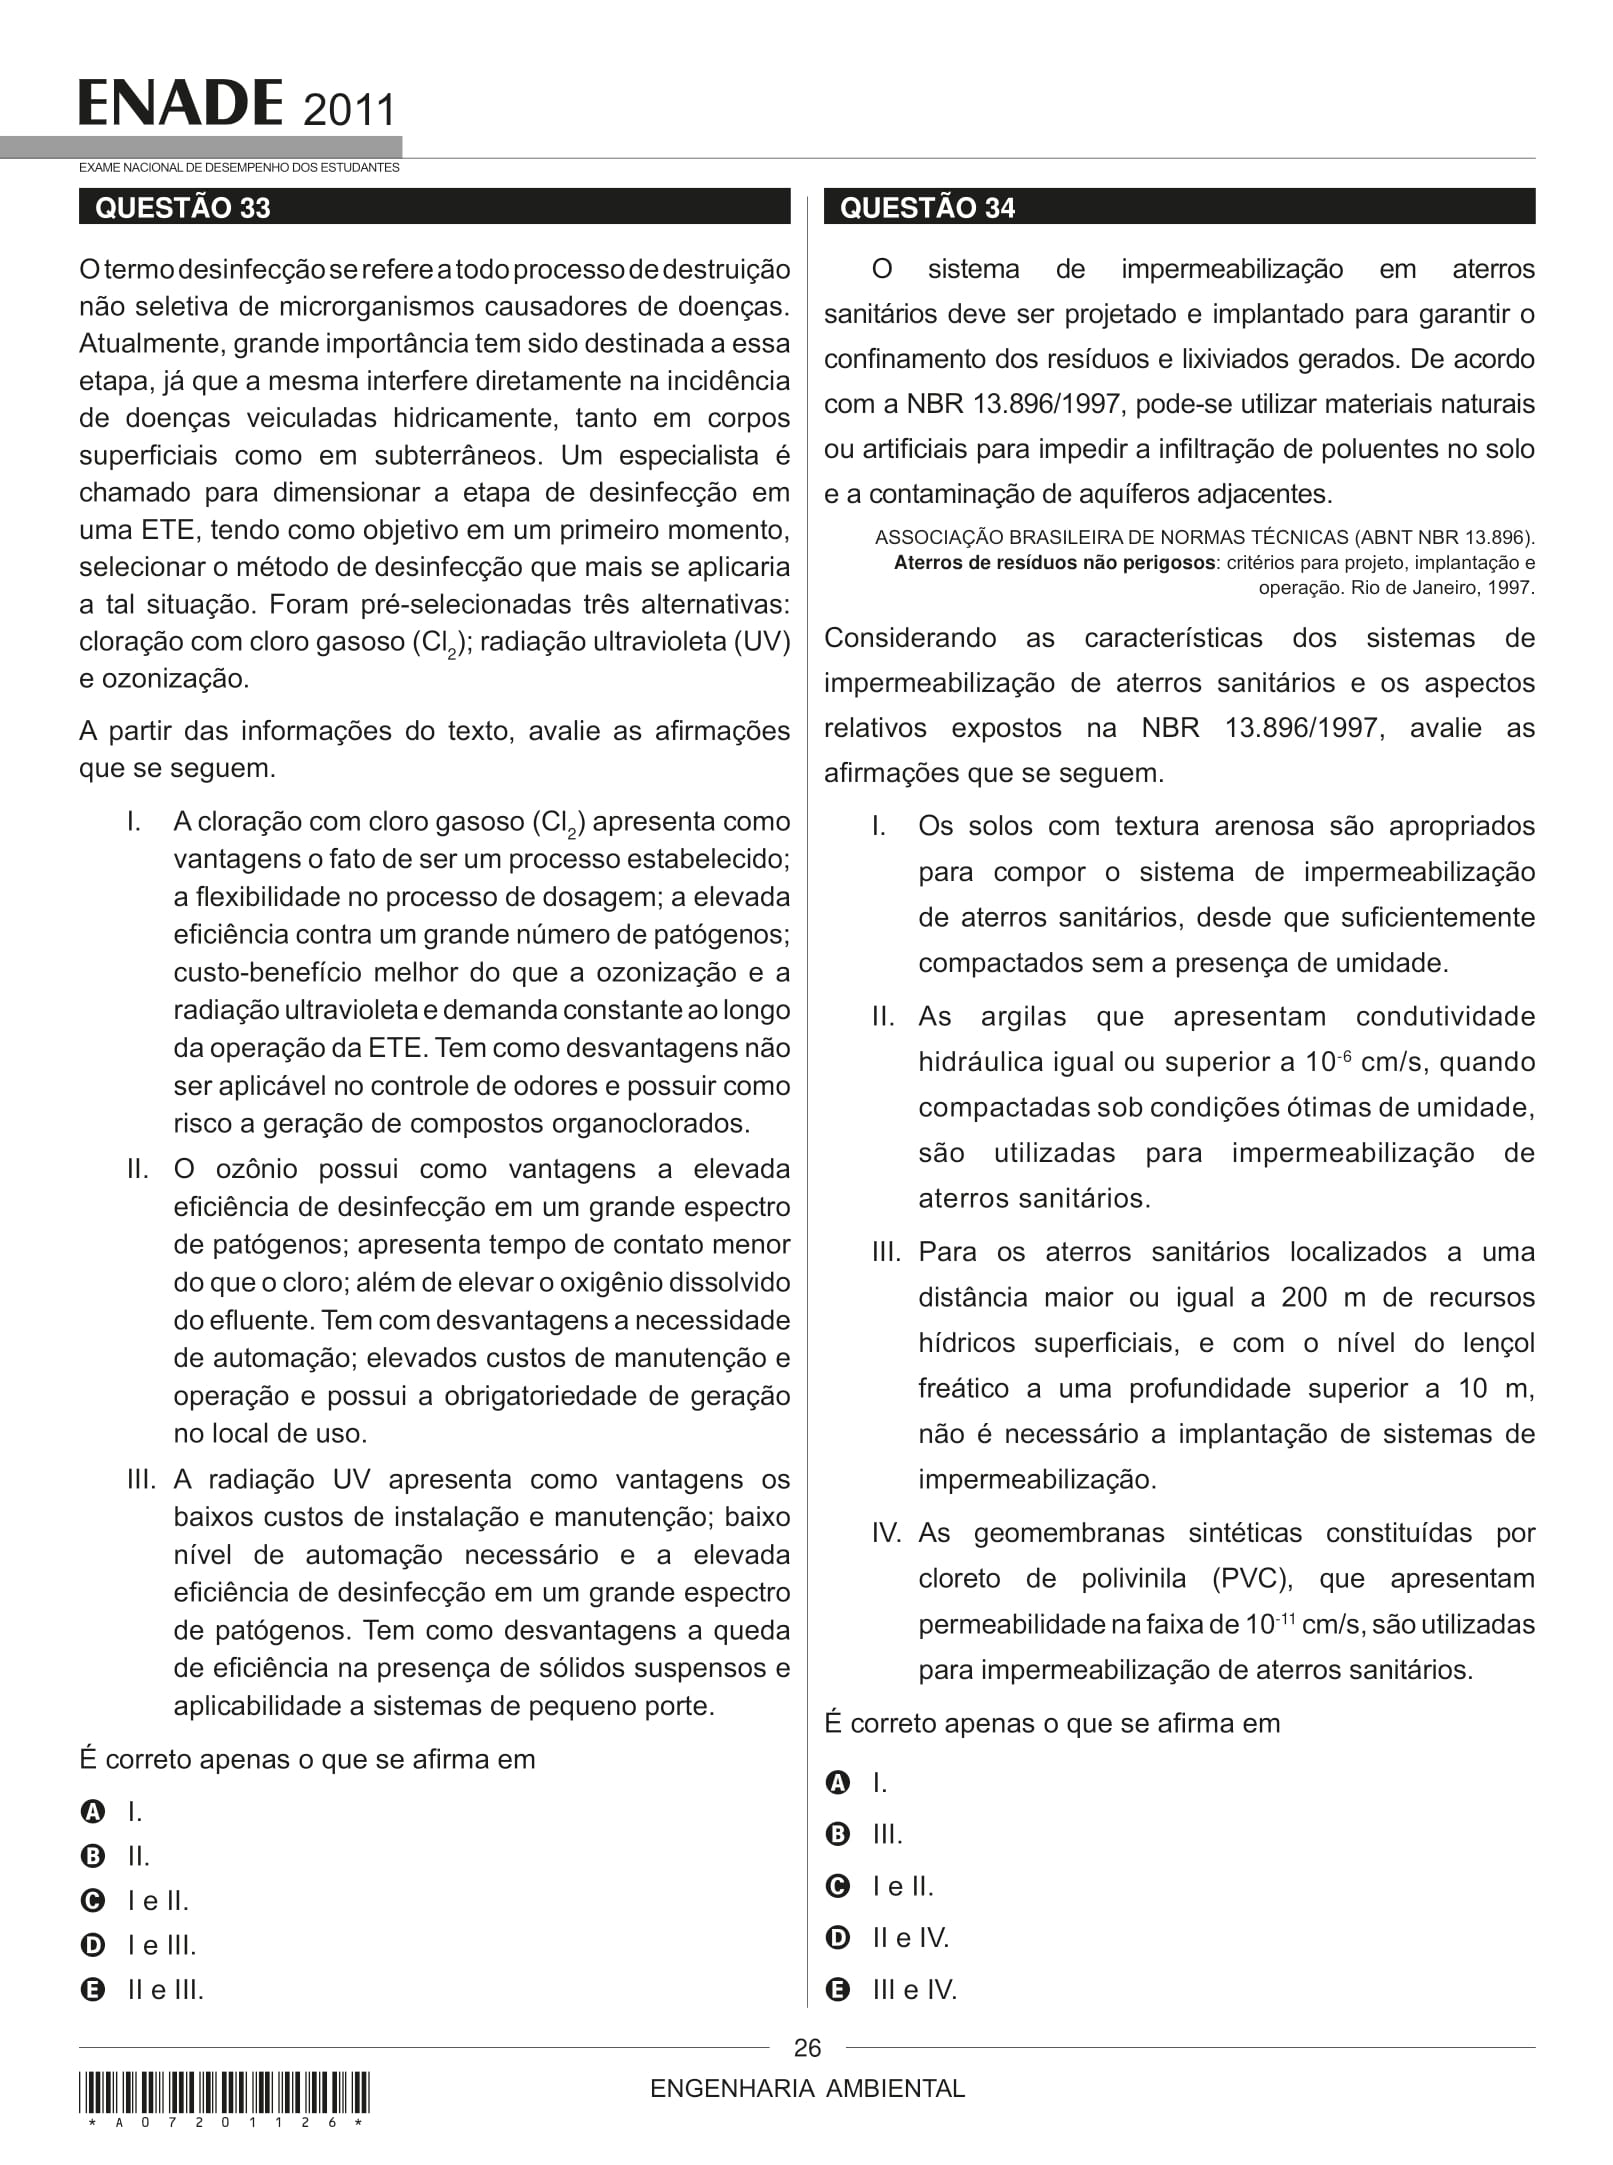 ENADE 2011
EXAME NACIONAL DE DESEMPENHO DOS ESTUDANTES
QUESTÃO 33
O termo desinfecção se refere a todo processo de destruição
não seletiva de microrganismos causadores de doenças.
Atualmente, grande importância tem sido destinada a essa
etapa, já que a mesma interfere diretamente na incidência
de doenças veiculadas hidricamente, tanto em corpos
superficiais como em subterrâneos. Um especialista é
chamado para dimensionar a etapa de desinfecção em
uma ETE, tendo como objetivo em um primeiro momento,
selecionar o método de desinfecção que mais se aplicaria
a tal situação. Foram pré-selecionadas três alternativas:
cloração com cloro gasoso (Cl2); radiação ultravioleta (UV)
e ozonização.
A partir das informações do texto, avalie as afirmações
que se seguem.
I. A cloração com cloro gasoso (Cl2) apresenta como
vantagens o fato de ser um processo estabelecido;
a flexibilidade no processo de dosagem; a elevada
eficiência contra um grande número de patógenos;
custo-benefício melhor do que a ozonização e a
radiação ultravioleta e demanda constante ao longo
da operação da ETE. Tem como desvantagens não
ser aplicável no controle de odores e possuir como
risco a geração de compostos organoclorados.
II. O ozônio possui como vantagens a elevada
eficiência de desinfecção em um grande espectro
de patógenos; apresenta tempo de contato menor
do que o cloro; além de elevar o oxigênio dissolvido
do efluente. Tem com desvantagens a necessidade
de automação; elevados custos de manutenção e
operação e possui a obrigatoriedade de geração
no local de uso.
III. A radiação UV apresenta como vantagens os
baixos custos de instalação e manutenção; baixo
nível de automação necessário e a elevada
eficiência de desinfecção em um grande espectro
de patógenos. Tem como desvantagens a queda
de eficiência na presença de sólidos suspensos e
aplicabilidade a sistemas de pequeno porte.
É correto apenas o que se afirma em
A I.
B II.
C I e II.
D I e III.
E II e III.
QUESTÃO 34
O sistema de impermeabilização em aterros
sanitários deve ser projetado e implantado para garantir o
confinamento dos resíduos e lixiviados gerados. De acordo
com a NBR 13.896/1997, pode-se utilizar materiais naturais
ou artificiais para impedir a infiltração de poluentes no solo
e a contaminação de aquíferos adjacentes.
ASSOCIAÇÃO BRASILEIRA DE NORMAS TÉCNICAS (ABNT NBR 13.896).
Aterros de resíduos não perigosos: critérios para projeto, implantação e
operação. Rio de Janeiro, 1997.
Considerando as características dos sistemas de
impermeabilização de aterros sanitários e os aspectos
relativos expostos na NBR 13.896/1997, avalie as
afirmações que se seguem.
I. Os solos com textura arenosa são apropriados
para compor o sistema de impermeabilização
de aterros sanitários, desde que suficientemente
compactados sem a presença de umidade.
II. As argilas que apresentam condutividade
hidráulica igual ou superior a 10-6 cm/s, quando
compactadas sob condições ótimas de umidade,
são utilizadas para impermeabilização de
aterros sanitários.
III. Para os aterros sanitários localizados a uma
distância maior ou igual a 200 m de recursos
hídricos superficiais, e com o nível do lençol
freático a uma profundidade superior a 10 m,
não é necessário a implantação de sistemas de
impermeabilização.
IV. As geomembranas sintéticas constituídas por
cloreto de polivinila (PVC), que apresentam
permeabilidade na faixa de 10-11 cm/s, são utilizadas
para impermeabilização de aterros sanitários.
É correto apenas o que se afirma em
A I.
B III.
C I e II.
D II e IV.
E III e IV.
26
ENGENHARIA AMBIENTAL
* A 0 7 2 0 1 1 2 6 *